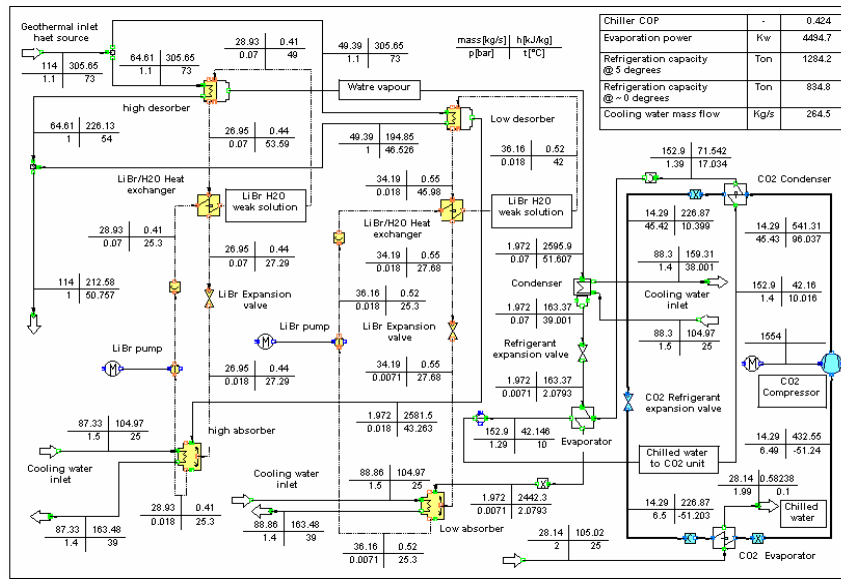 Geothermal inlet
haet source
114 305.65
1.1 73
64.61 305.65
1.1 73
28.93 0.41
0.07 49
49.39 305.65
1.1 73
mass[kg/s] h[kJ/kg]
p[bar] t[°C]
Chiller COP - 0.424
Evaporation power Kw 4494.7
Refrigeration capacity
@ 5 degrees Ton 1284.2
Refrigeration capacity
@ ~ 0 degrees Ton 834.8
Cooling water mass flow Kg/s 264.5
high desorber
Watre vapour
Low desorber
64.61 226.13
1 54
26.95 0.44
0.07 53.59
49.39 194.85
1 46.526
36.16 0.52
0.018 42
152.9 71.542
1.39 17.034
CO2 Condenser
LiBr/H2O Heat
exchanger
LiBr H2O
weak solution
34.19 0.55
0.018 45.98
LiBr H2O
weak solution
14.29 226.87
45.42 10.399
14.29 541.31
45.43 96.037
28.93 0.41
0.07 25.3
LiBr/H2O Heat
exchanger
26.95 0.44
0.07 27.29
34.19 0.55
0.018 27.68
1.972 2595.9
0.07 51.607
88.3 159.31
1.4 38.001
Condenser
Cooling water
inlet
152.9 42.16
1.4 10.016
114 212.58
1 50.757
LiBr Expansion
valve
36.16 0.52
0.018 25.3
1.972 163.37
0.07 39.001
88.3 104.97
1.5 25
LiBr pump
LiBr pump
LiBr Expansion
valve
Refrigerant
expansion valve
1554
M
M
M
CO2
Compressor
26.95 0.44
0.018 27.29
34.19 0.55
0.0071 27.68
1.972 163.37
0.0071 2.0793
CO2 Refrigerant
expansion valve
87.33 104.97
1.5 25
high absorber
1.972 2581.5
0.018 43.263
152.9 42.146
1.29 10
Evaporator
14.29 432.55
6.49 -51.24
Cooling water
inlet
Cooling water
inlet
88.86 104.97
1.5 25
Chilled water
to CO2 unit
28.14 0.58238
1.99 0.1
28.93 0.41
0.018 25.3
1.972 2442.3
0.0071 2.0793
14.29 226.87
6.5 -51.203
Chilled
water
87.33 163.48
1.4 39
88.86 163.48
1.4 39
Low absorber
28.14 105.02
2 25
36.16 0.52
0.0071 25.3
CO2 Evaporator